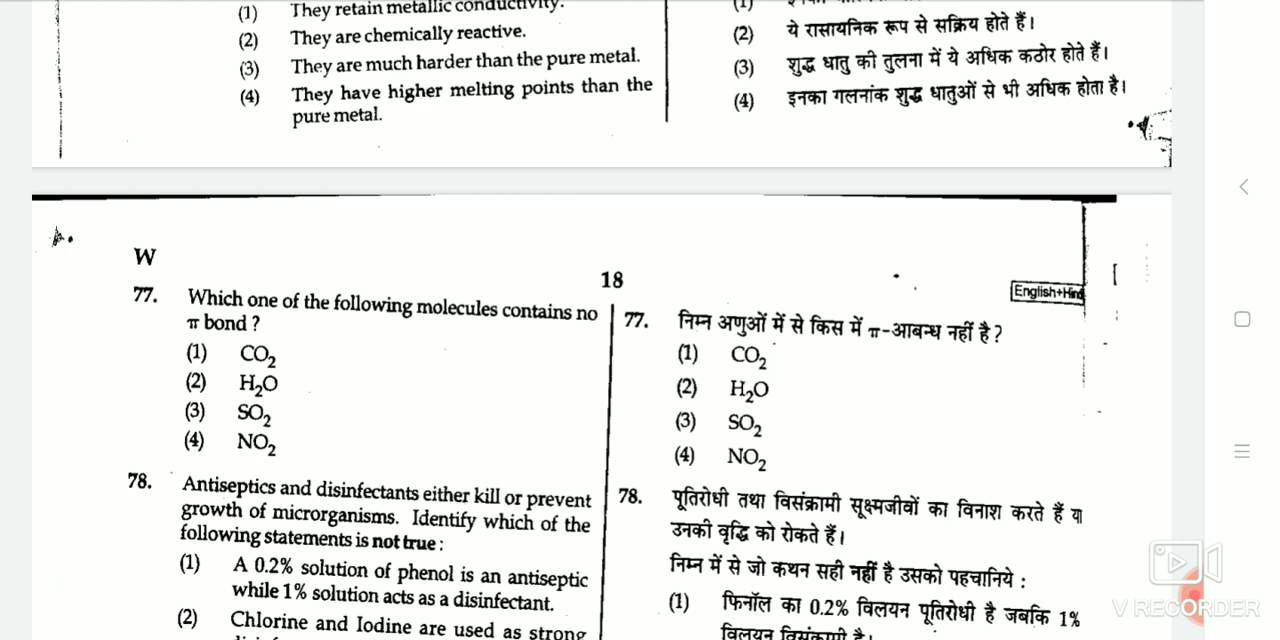 (1) They retain metallic conductivity.
(2) They are chemically reactive.
(3) They are much harder than the pure metal.
(4) They have higher melting points than the
pure metal.
(1)
(2) ये रासायनिक रूप से सक्रिय होते हैं।
(3) शुद्ध धातु की तुलना में ये अधिक कठोर होते हैं।
(4) इनका गलनांक शुद्ध धातुओं से भी अधिक होता है।
W
18
English+Hindi
77. Which one of the following molecules contains no
π bond ?
(1) CO2
(2) H2O
(3) SO2
(4) NO2
78. Antiseptics and disinfectants either kill or prevent
growth of microrganisms. Identify which of the
following statements is not true :
(1) A 0.2% solution of phenol is an antiseptic
while 1% solution acts as a disinfectant.
(2) Chlorine and Iodine are used as strong
77. निम्न अणुओं में से किस में π-आबन्ध नहीं है ?
(1) CO2
(2) H2O
(3) SO2
(4) NO2
78. पूतिरोधी तथा विसंक्रामी सूक्ष्मजीवों का विनाश करते हैं या
उनकी वृद्धि को रोकते हैं।
निम्न में से जो कथन सही नहीं है उसको पहचानिये :
(1) फिनॉल का 0.2% विलयन पूतिरोधी है जबकि 1%
विलयन विसंक्रामी है।
V RECORDER